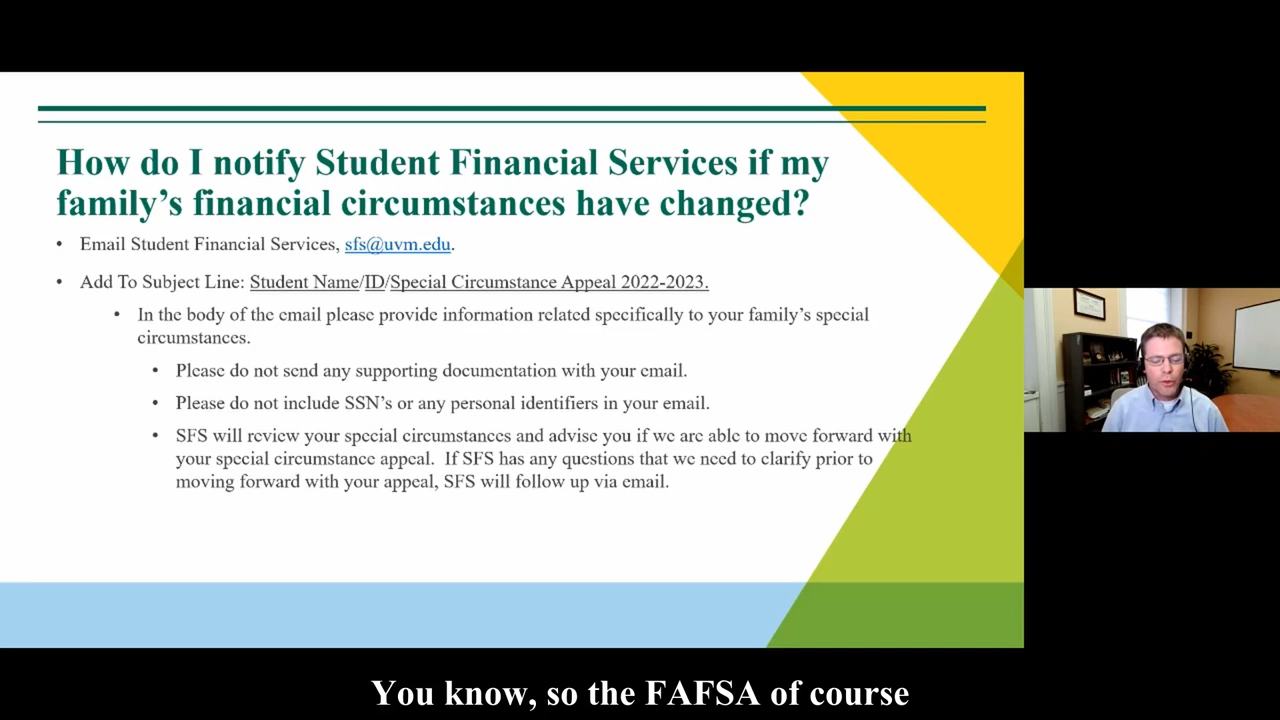 How do I notify Student Financial Services if my
family's financial circumstances have changed?
• Email Student Financial Services, sfs@uvm.edu.
• Add To Subject Line: Student Name/ID/Special Circumstance Appeal 2022-2023.
• In the body of the email please provide information related specifically to your family's special
circumstances.
• Please do not send any supporting documentation with your email.
• Please do not include SSN's or any personal identifiers in your email.
• SFS will review your special circumstances and advise you if we are able to move forward with
your special circumstance appeal. If SFS has any questions that we need to clarify prior to
moving forward with your appeal, SFS will follow up via email.
You know, so the FAFSA of course